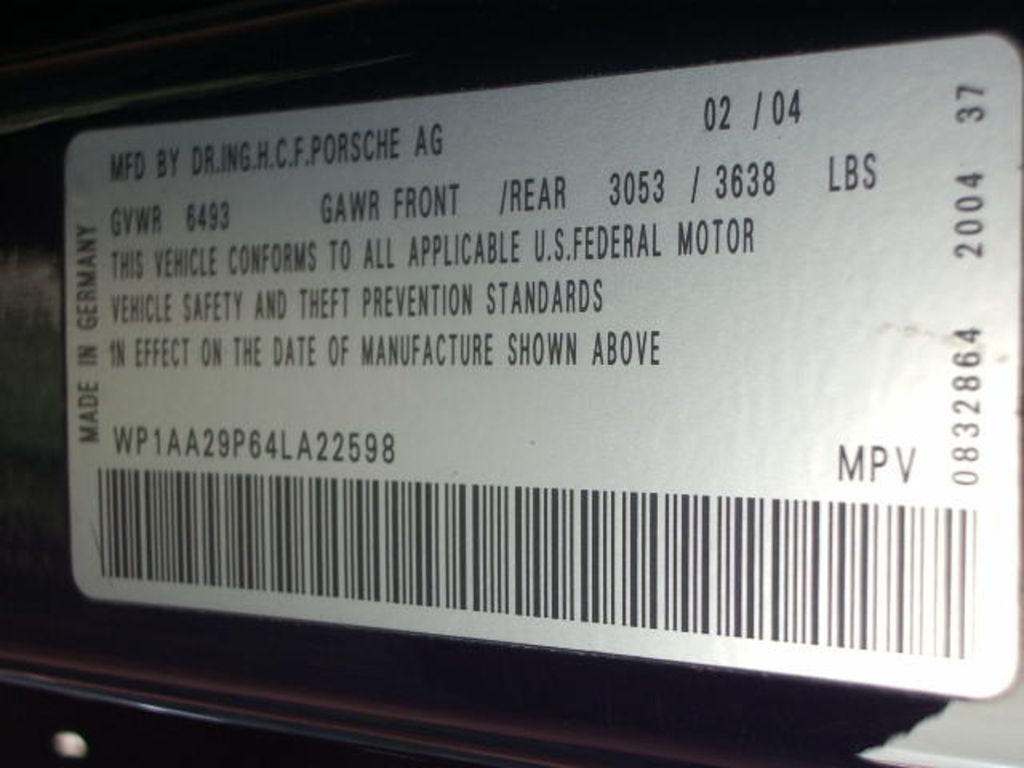 MFD BY DR.ING.H.C.F.PORSCHE AG 02 / 04
GVWR 6493 GAWR FRONT /REAR 3053 / 3638 LBS
THIS VEHICLE CONFORMS TO ALL APPLICABLE U.S.FEDERAL MOTOR
VEHICLE SAFETY AND THEFT PREVENTION STANDARDS
IN EFFECT ON THE DATE OF MANUFACTURE SHOWN ABOVE
WP1AA29P64LA22598 MPV
MADE IN GERMANY
0832864 2004 37